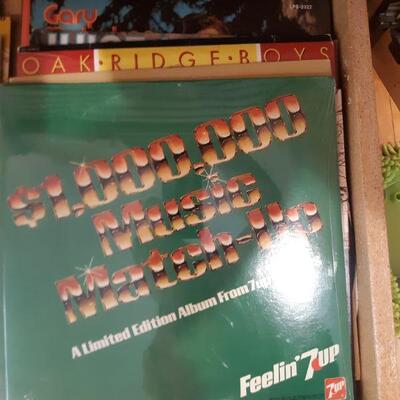 Gary
LPS-2322
OAK·RIDGE·BOYS
$1,000,000
Music
Match-Up
A Limited Edition Album From 7up
Feelin' 7up
7up